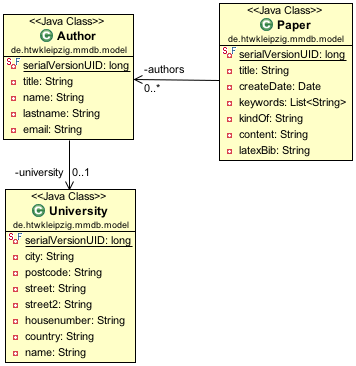 <<Java Class>>
Author
de.htwkleipzig.mmdb.model
serialVersionUID: long
title: String
name: String
lastname: String
email: String
<<Java Class>>
Paper
de.htwkleipzig.mmdb.model
serialVersionUID: long
title: String
createDate: Date
keywords: List<String>
kindOf: String
content: String
latexBib: String
-authors
0..*
-university
0..1
<<Java Class>>
University
de.htwkleipzig.mmdb.model
serialVersionUID: long
city: String
postcode: String
street: String
street2: String
housenumber: String
country: String
name: String